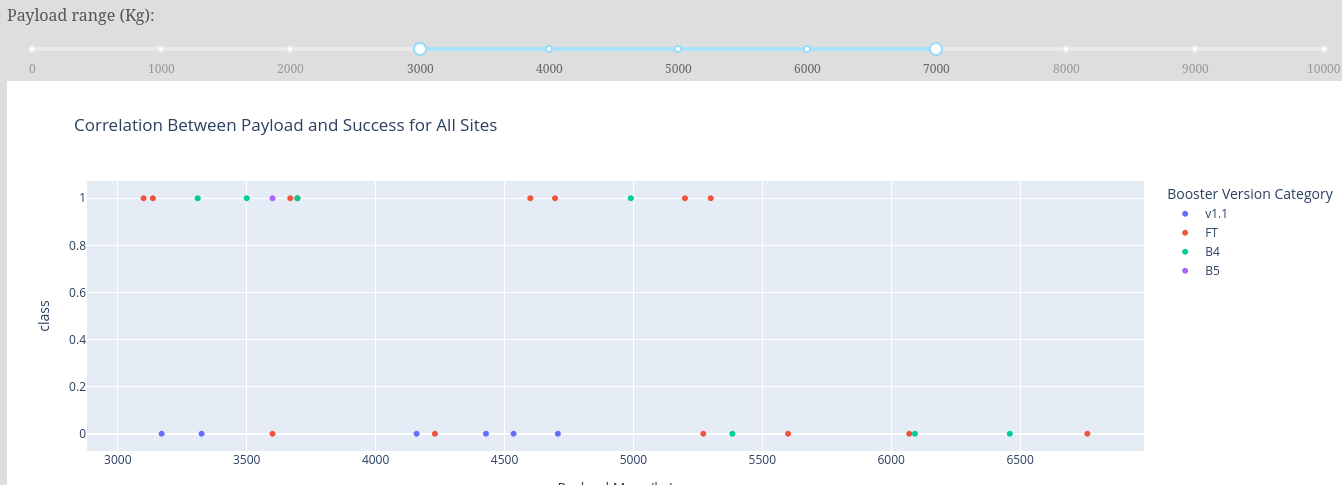 Payload range (Kg):
0 1000 2000 3000 4000 5000 6000 7000 8000 9000 10000
Correlation Between Payload and Success for All Sites
Booster Version Category
v1.1
FT
B4
B5
1
0.8
0.6
0.4
0.2
0
class
3000 3500 4000 4500 5000 5500 6000 6500